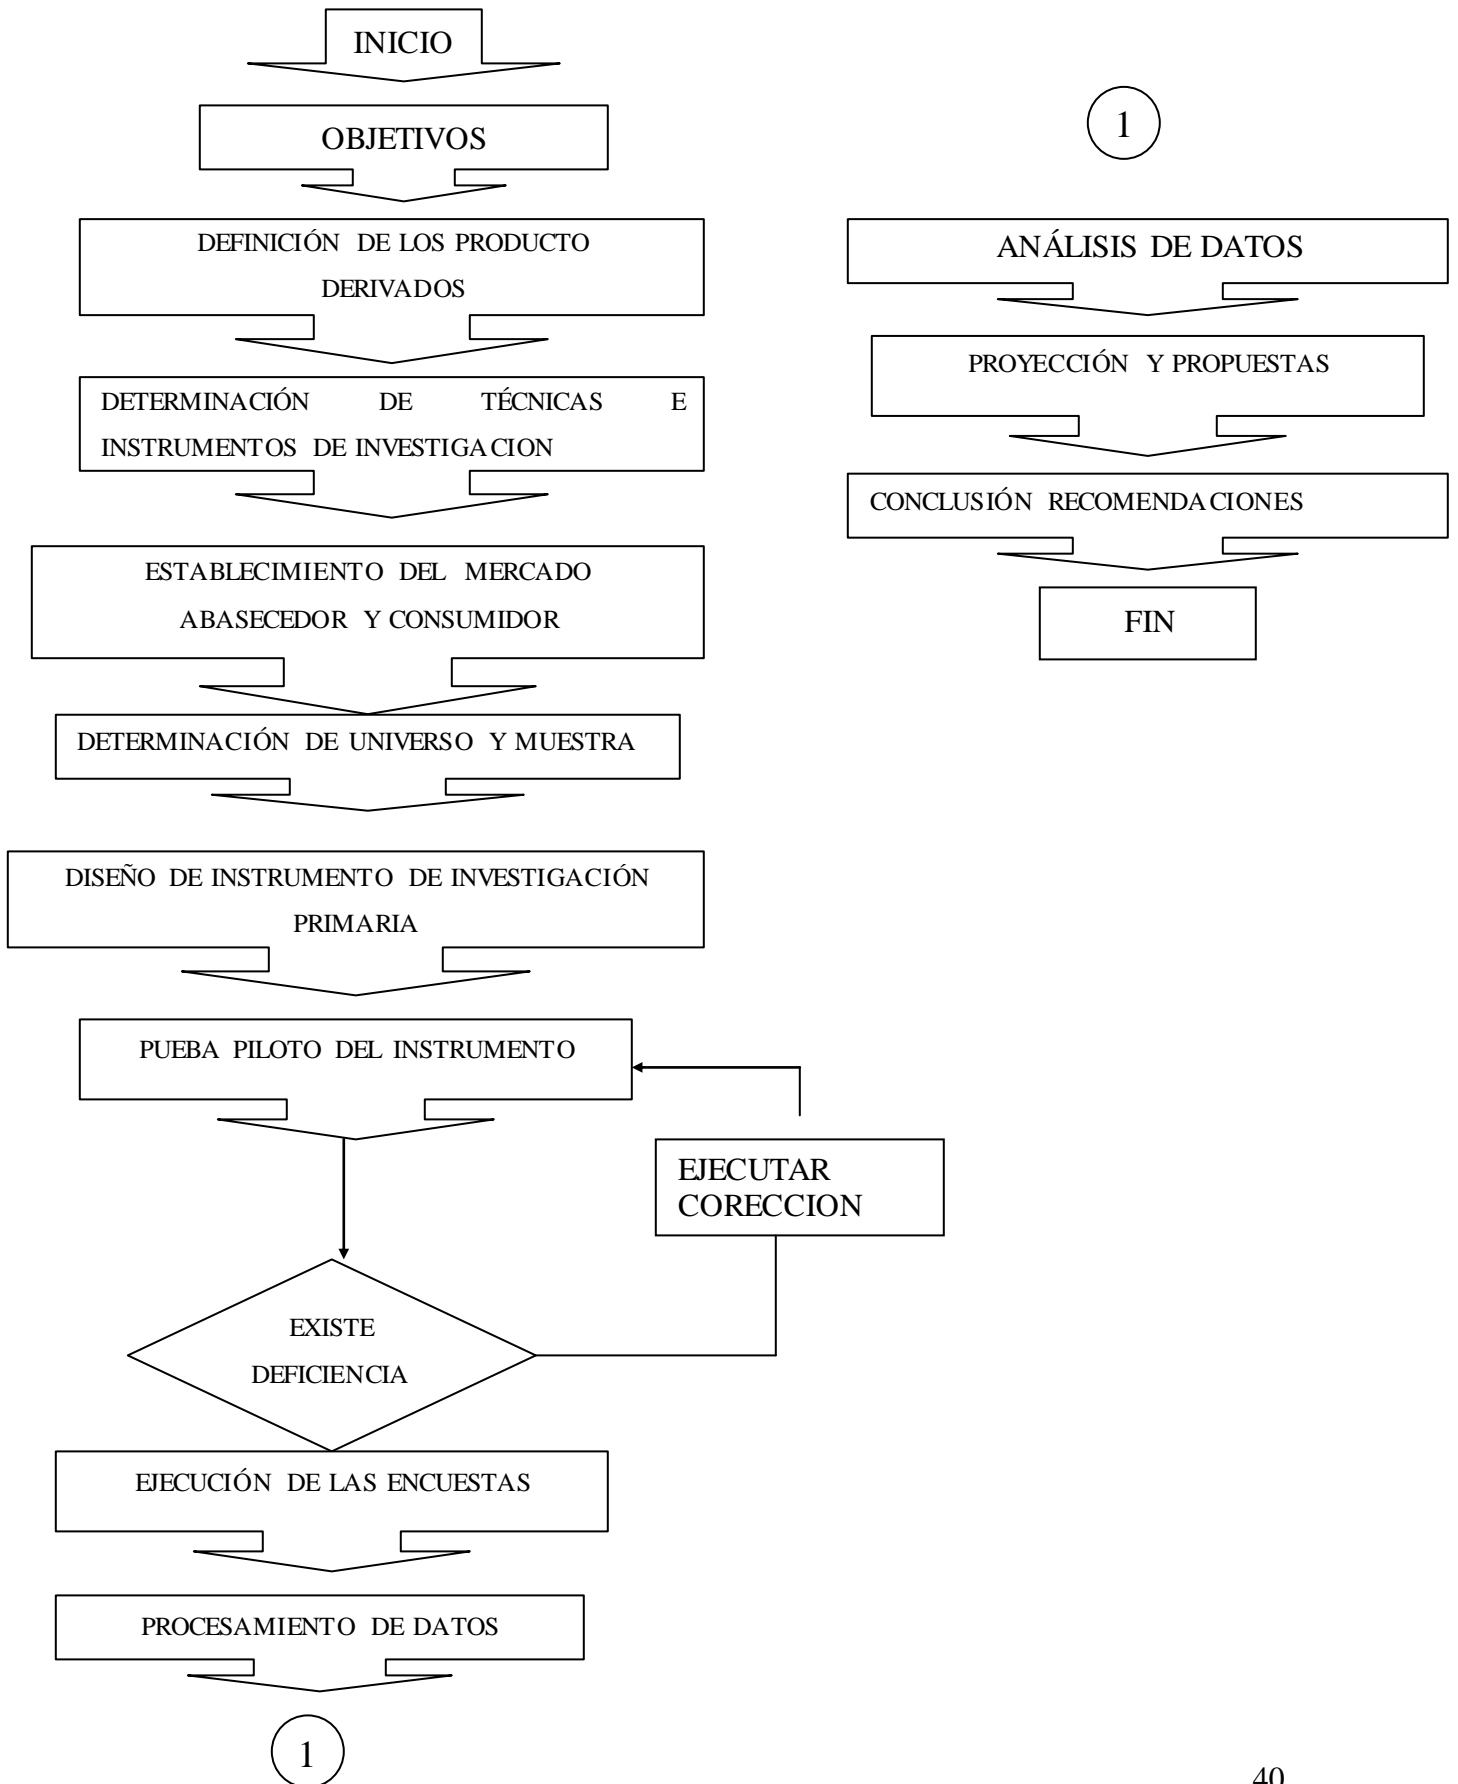 INICIO
OBJETIVOS
DEFINICIÓN DE LOS PRODUCTO
DERIVADOS
DETERMINACIÓN DE TÉCNICAS E
INSTRUMENTOS DE INVESTIGACION
ESTABLECIMIENTO DEL MERCADO
ABASECEDOR Y CONSUMIDOR
DETERMINACIÓN DE UNIVERSO Y MUESTRA
DISEÑO DE INSTRUMENTO DE INVESTIGACIÓN
PRIMARIA
PUEBA PILOTO DEL INSTRUMENTO
EJECUTAR
CORECCION
EXISTE
DEFICIENCIA
EJECUCIÓN DE LAS ENCUESTAS
PROCESAMIENTO DE DATOS
1
1
ANÁLISIS DE DATOS
PROYECCIÓN Y PROPUESTAS
CONCLUSIÓN RECOMENDACIONES
FIN
40